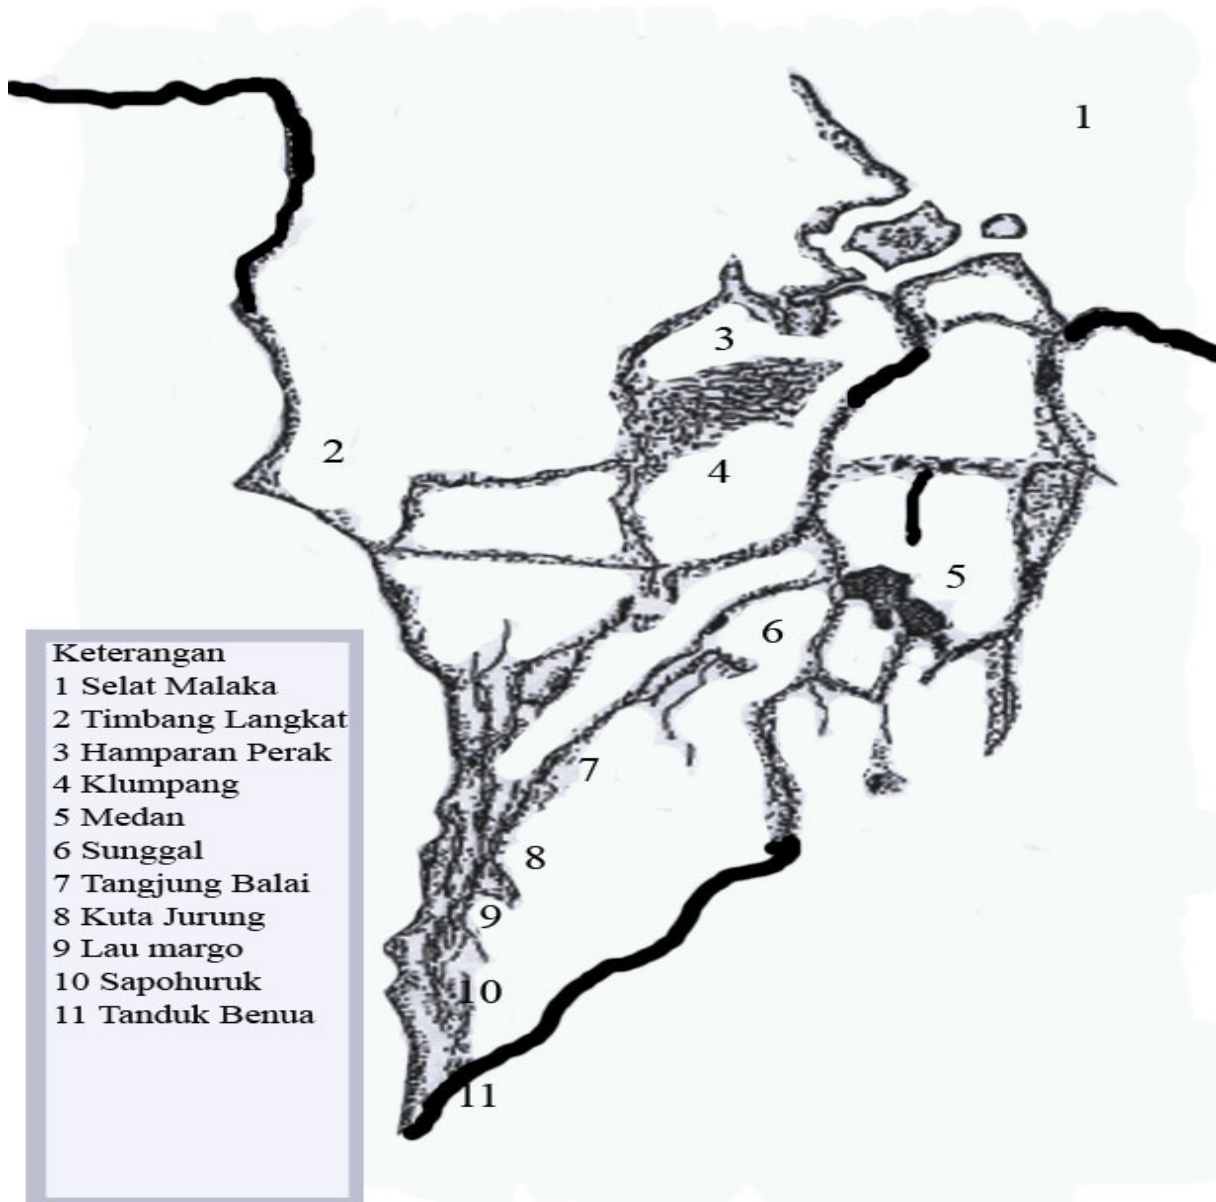 1
3
2
4
5
6
7
8
9
10
11
Keterangan
1 Selat Malaka
2 Timbang Langkat
3 Hamparan Perak
4 Klumpang
5 Medan
6 Sunggal
7 Tangjung Balai
8 Kuta Jurung
9 Lau margo
10 Sapohuruk
11 Tanduk Benua